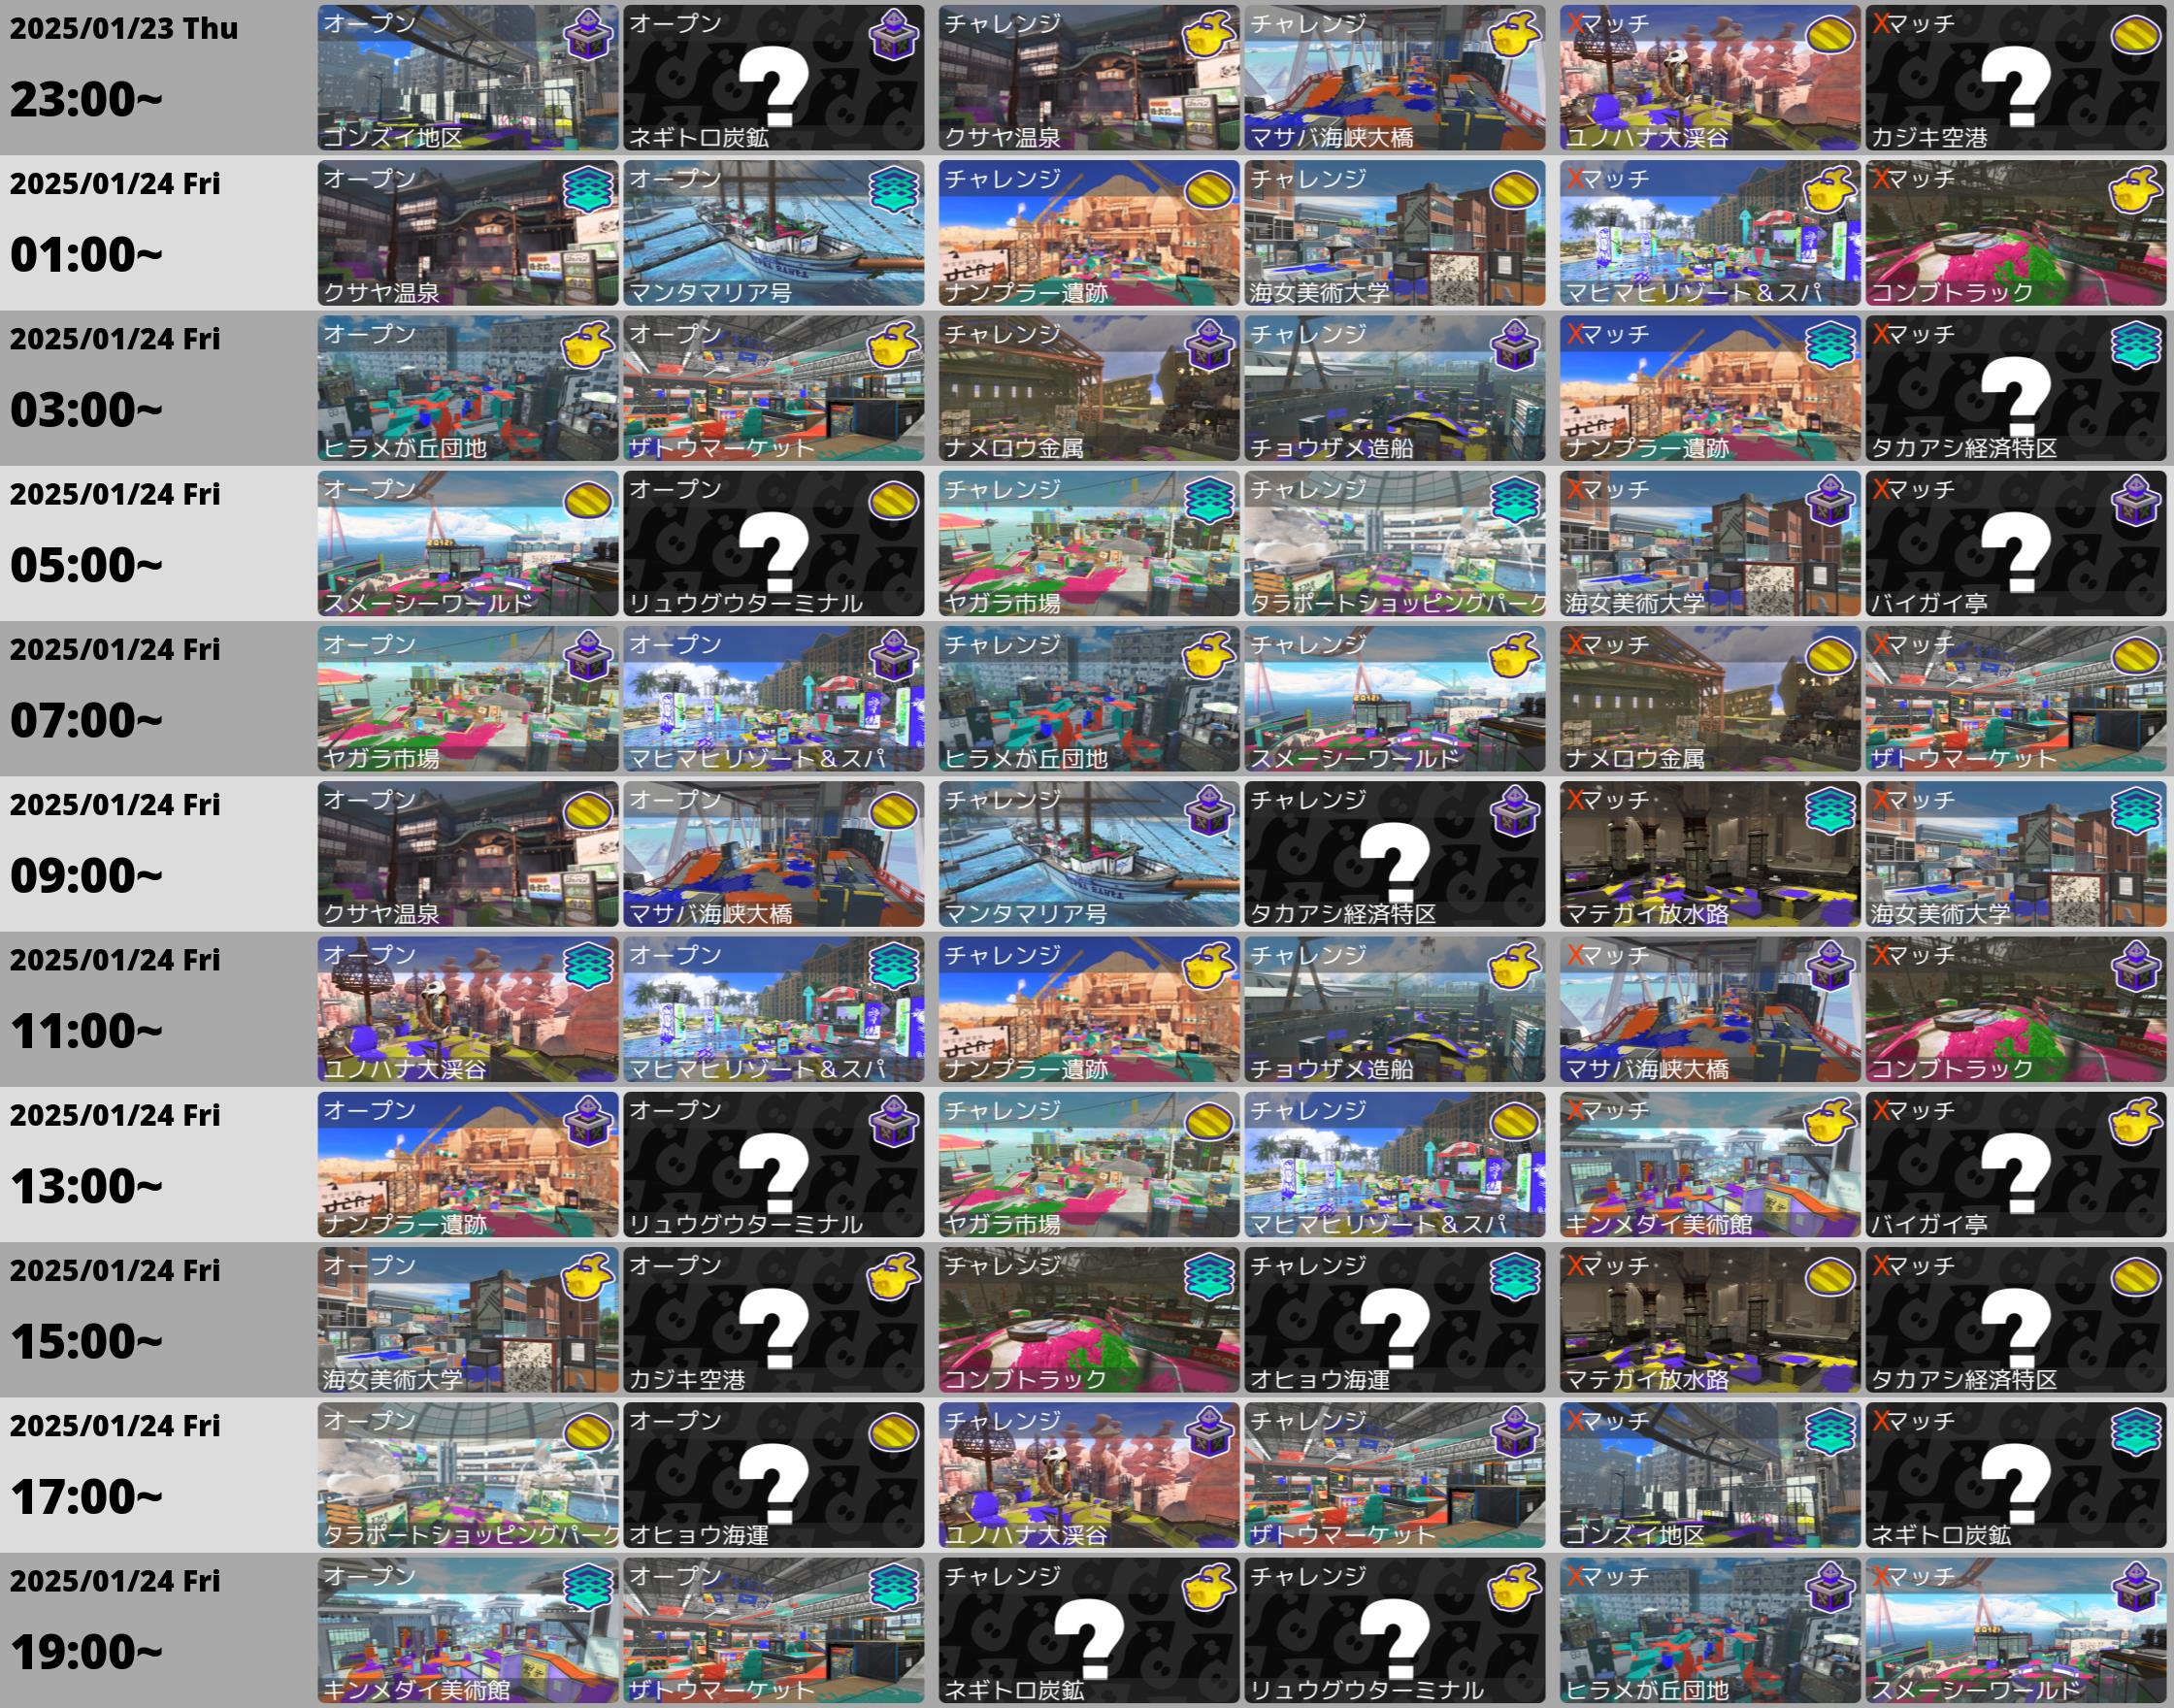 2025/01/23 Thu
23:00~
オープン
ゴンズイ地区
オープン
ネギトロ炭鉱
チャレンジ
クサヤ温泉
チャレンジ
マサバ海峡大橋
Xマッチ
ユノハナ大渓谷
Xマッチ
カジキ空港
2025/01/24 Fri
01:00~
オープン
クサヤ温泉
オープン
マンタマリア号
チャレンジ
ナンプラー遺跡
チャレンジ
海女美術大学
Xマッチ
マヒマヒリゾート＆スパ
Xマッチ
コンブトラック
2025/01/24 Fri
03:00~
オープン
ヒラメが丘団地
オープン
ザトウマーケット
チャレンジ
ナメロウ金属
チャレンジ
チョウザメ造船
Xマッチ
ナンプラー遺跡
Xマッチ
タカアシ経済特区
2025/01/24 Fri
05:00~
オープン
スメーシーワールド
オープン
リュウグウターミナル
チャレンジ
ヤガラ市場
チャレンジ
タラポートショッピングパーク
Xマッチ
海女美術大学
Xマッチ
バイガイ亭
2025/01/24 Fri
07:00~
オープン
ヤガラ市場
オープン
マヒマヒリゾート＆スパ
チャレンジ
ヒラメが丘団地
チャレンジ
スメーシーワールド
Xマッチ
ナメロウ金属
Xマッチ
ザトウマーケット
2025/01/24 Fri
09:00~
オープン
クサヤ温泉
オープン
マサバ海峡大橋
チャレンジ
マンタマリア号
チャレンジ
タカアシ経済特区
Xマッチ
マテガイ放水路
Xマッチ
海女美術大学
2025/01/24 Fri
11:00~
オープン
ユノハナ大渓谷
オープン
マヒマヒリゾート＆スパ
チャレンジ
ナンプラー遺跡
チャレンジ
チョウザメ造船
Xマッチ
マサバ海峡大橋
Xマッチ
コンブトラック
2025/01/24 Fri
13:00~
オープン
ナンプラー遺跡
オープン
リュウグウターミナル
チャレンジ
ヤガラ市場
チャレンジ
マヒマヒリゾート＆スパ
Xマッチ
キンメダイ美術館
Xマッチ
バイガイ亭
2025/01/24 Fri
15:00~
オープン
海女美術大学
オープン
カジキ空港
チャレンジ
コンブトラック
チャレンジ
オヒョウ海運
Xマッチ
マテガイ放水路
Xマッチ
タカアシ経済特区
2025/01/24 Fri
17:00~
オープン
タラポートショッピングパーク
オープン
オヒョウ海運
チャレンジ
ユノハナ大渓谷
チャレンジ
ザトウマーケット
Xマッチ
ゴンズイ地区
Xマッチ
ネギトロ炭鉱
2025/01/24 Fri
19:00~
オープン
キンメダイ美術館
オープン
ザトウマーケット
チャレンジ
ネギトロ炭鉱
チャレンジ
リュウグウターミナル
Xマッチ
ヒラメが丘団地
Xマッチ
スメーシーワールド